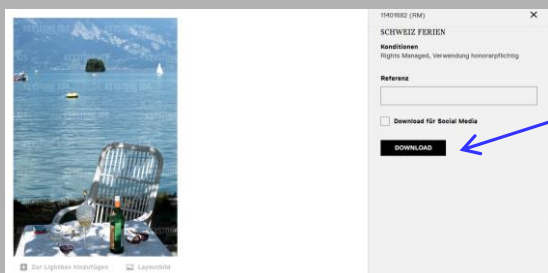 11401682 (RM)
SCHWEIZ FERIEN
Konditionen
Rights Managed, Verwendung honorarpflichtig
Referenz
Download für Social Media
DOWNLOAD
Zur Lightbox hinzufügen
Layoutbild